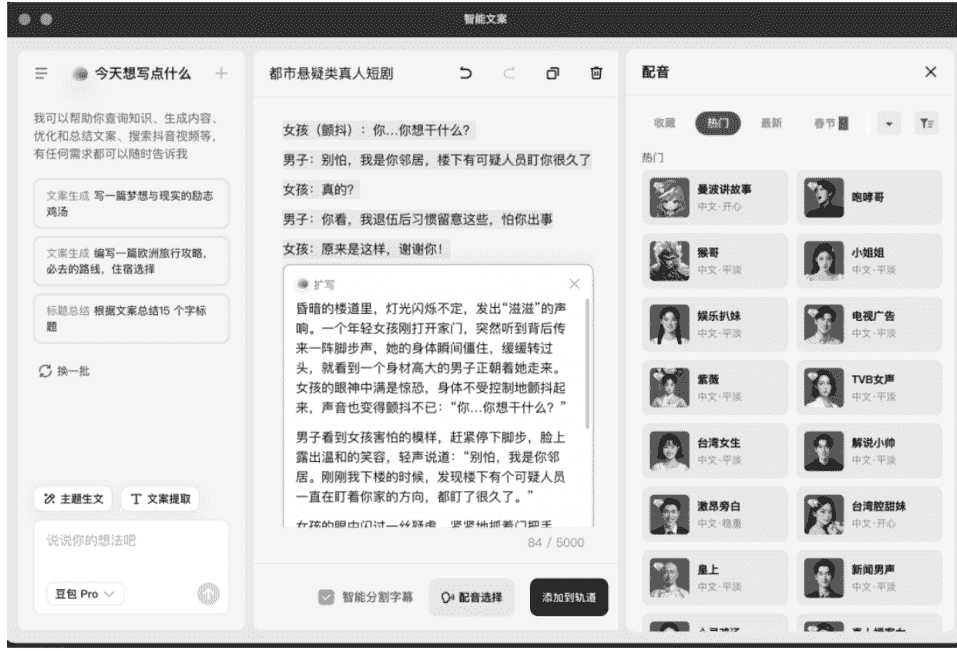 智能文案
今天想写点什么
我可以帮助你查询知识、生成内容、
优化和总结文案、搜索抖音视频等，
有任何需求都可以随时告诉我
文案生成 写一篇梦想与现实的励志
鸡汤
文案生成 编写一篇欧洲旅行攻略，
必去的路线，住宿选择
标题总结 根据文案总结15 个字标
题
换一批
主题生文
文案提取
说说你的想法吧
豆包 Pro
都市悬疑类真人短剧
女孩（颤抖）：你…你想干什么？
男子：别怕，我是你邻居，楼下有可疑人员盯你很久了
女孩：真的？
男子：你看，我退伍后习惯留意这些，怕你出事
女孩：原来是这样，谢谢你！
扩写
昏暗的楼道里，灯光闪烁不定，发出“滋滋”的声
响。一个年轻女孩刚打开家门，突然听到背后传
来一阵脚步声，她的身体瞬间僵住，缓缓转过
头，就看到一个身材高大的男子正朝着她走来。
女孩的眼神中满是惊恐，身体不受控制地颤抖起
来，声音也变得颤抖不已：“你…你想干什么？”
男子看到女孩害怕的模样，赶紧停下脚步，脸上
露出温和的笑容，轻声说道：“别怕，我是你邻
居。刚刚我下楼的时候，发现楼下有个可疑人员
一直在盯着你家的方向，都盯了很久了。”
女孩的眼中闪过一丝疑虑，紧紧地抓着门把手
84 / 5000
智能分割字幕
配音选择
添加到轨道
配音
收藏
热门
最新
春节
热门
曼波讲故事
中文·开心
咆哮哥
猴哥
中文·平淡
小姐姐
中文·平淡
娱乐扒妹
中文·平淡
电视广告
中文·平淡
紫薇
中文·平淡
TVB女声
中文·平淡
台湾女生
中文·平淡
解说小帅
中文·平淡
激昂旁白
中文·稳重
台湾腔甜妹
中文·开心
皇上
中文·平淡
新闻男声
中文·平淡